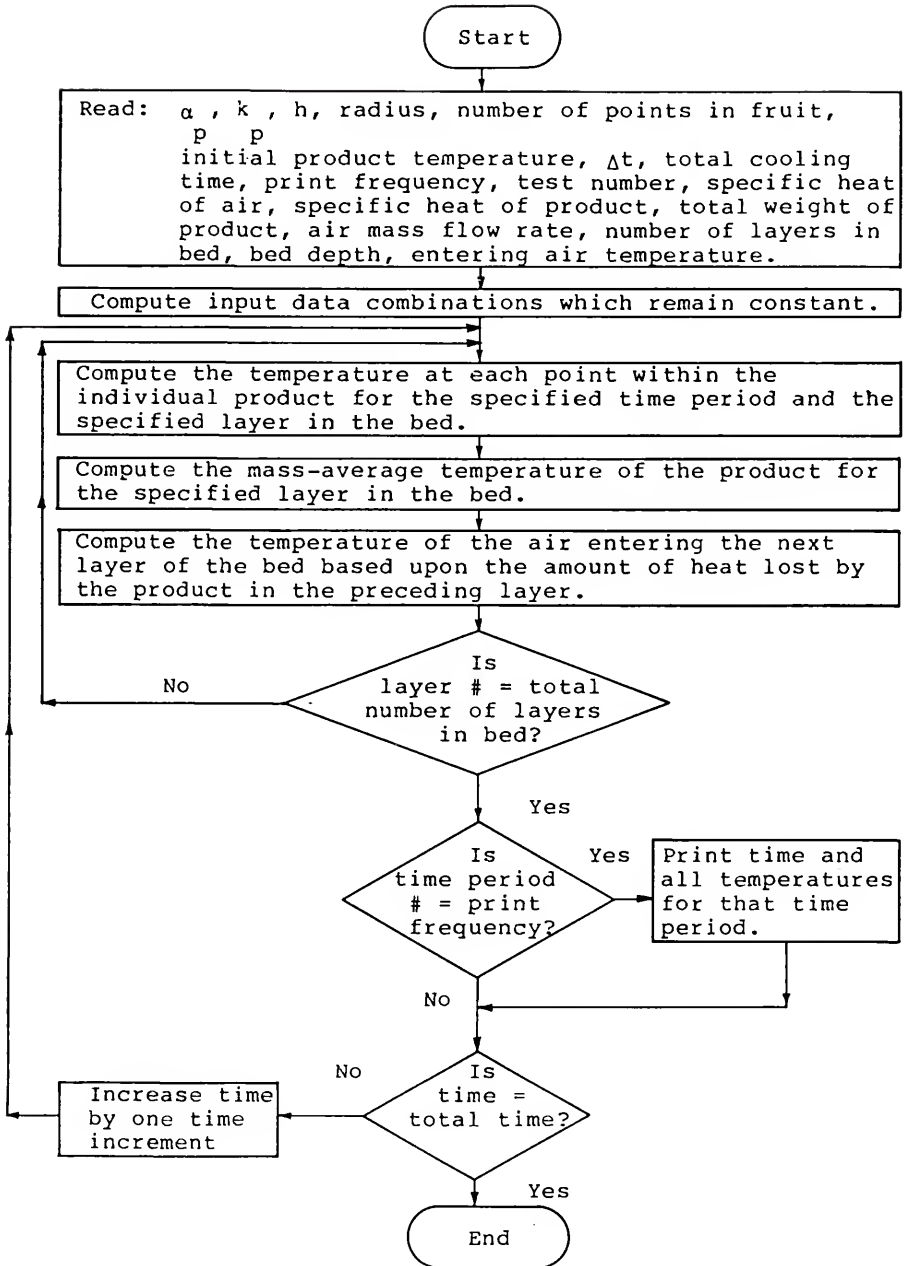 Start
Read: α , k , h, radius, number of points in fruit,
p p
initial product temperature, Δt, total cooling
time, print frequency, test number, specific heat
of air, specific heat of product, total weight of
product, air mass flow rate, number of layers in
bed, bed depth, entering air temperature.
Compute input data combinations which remain constant.
Compute the temperature at each point within the
individual product for the specified time period and the
specified layer in the bed.
Compute the mass-average temperature of the product for
the specified layer in the bed.
Compute the temperature of the air entering the next
layer of the bed based upon the amount of heat lost by
the product in the preceding layer.
Is
layer # = total
number of layers
in bed?
No
Yes
Is
time period
# = print
frequency?
Yes
Print time and
all temperatures
for that time
period.
No
Is
time =
total time?
No
Increase time
by one time
increment
Yes
End